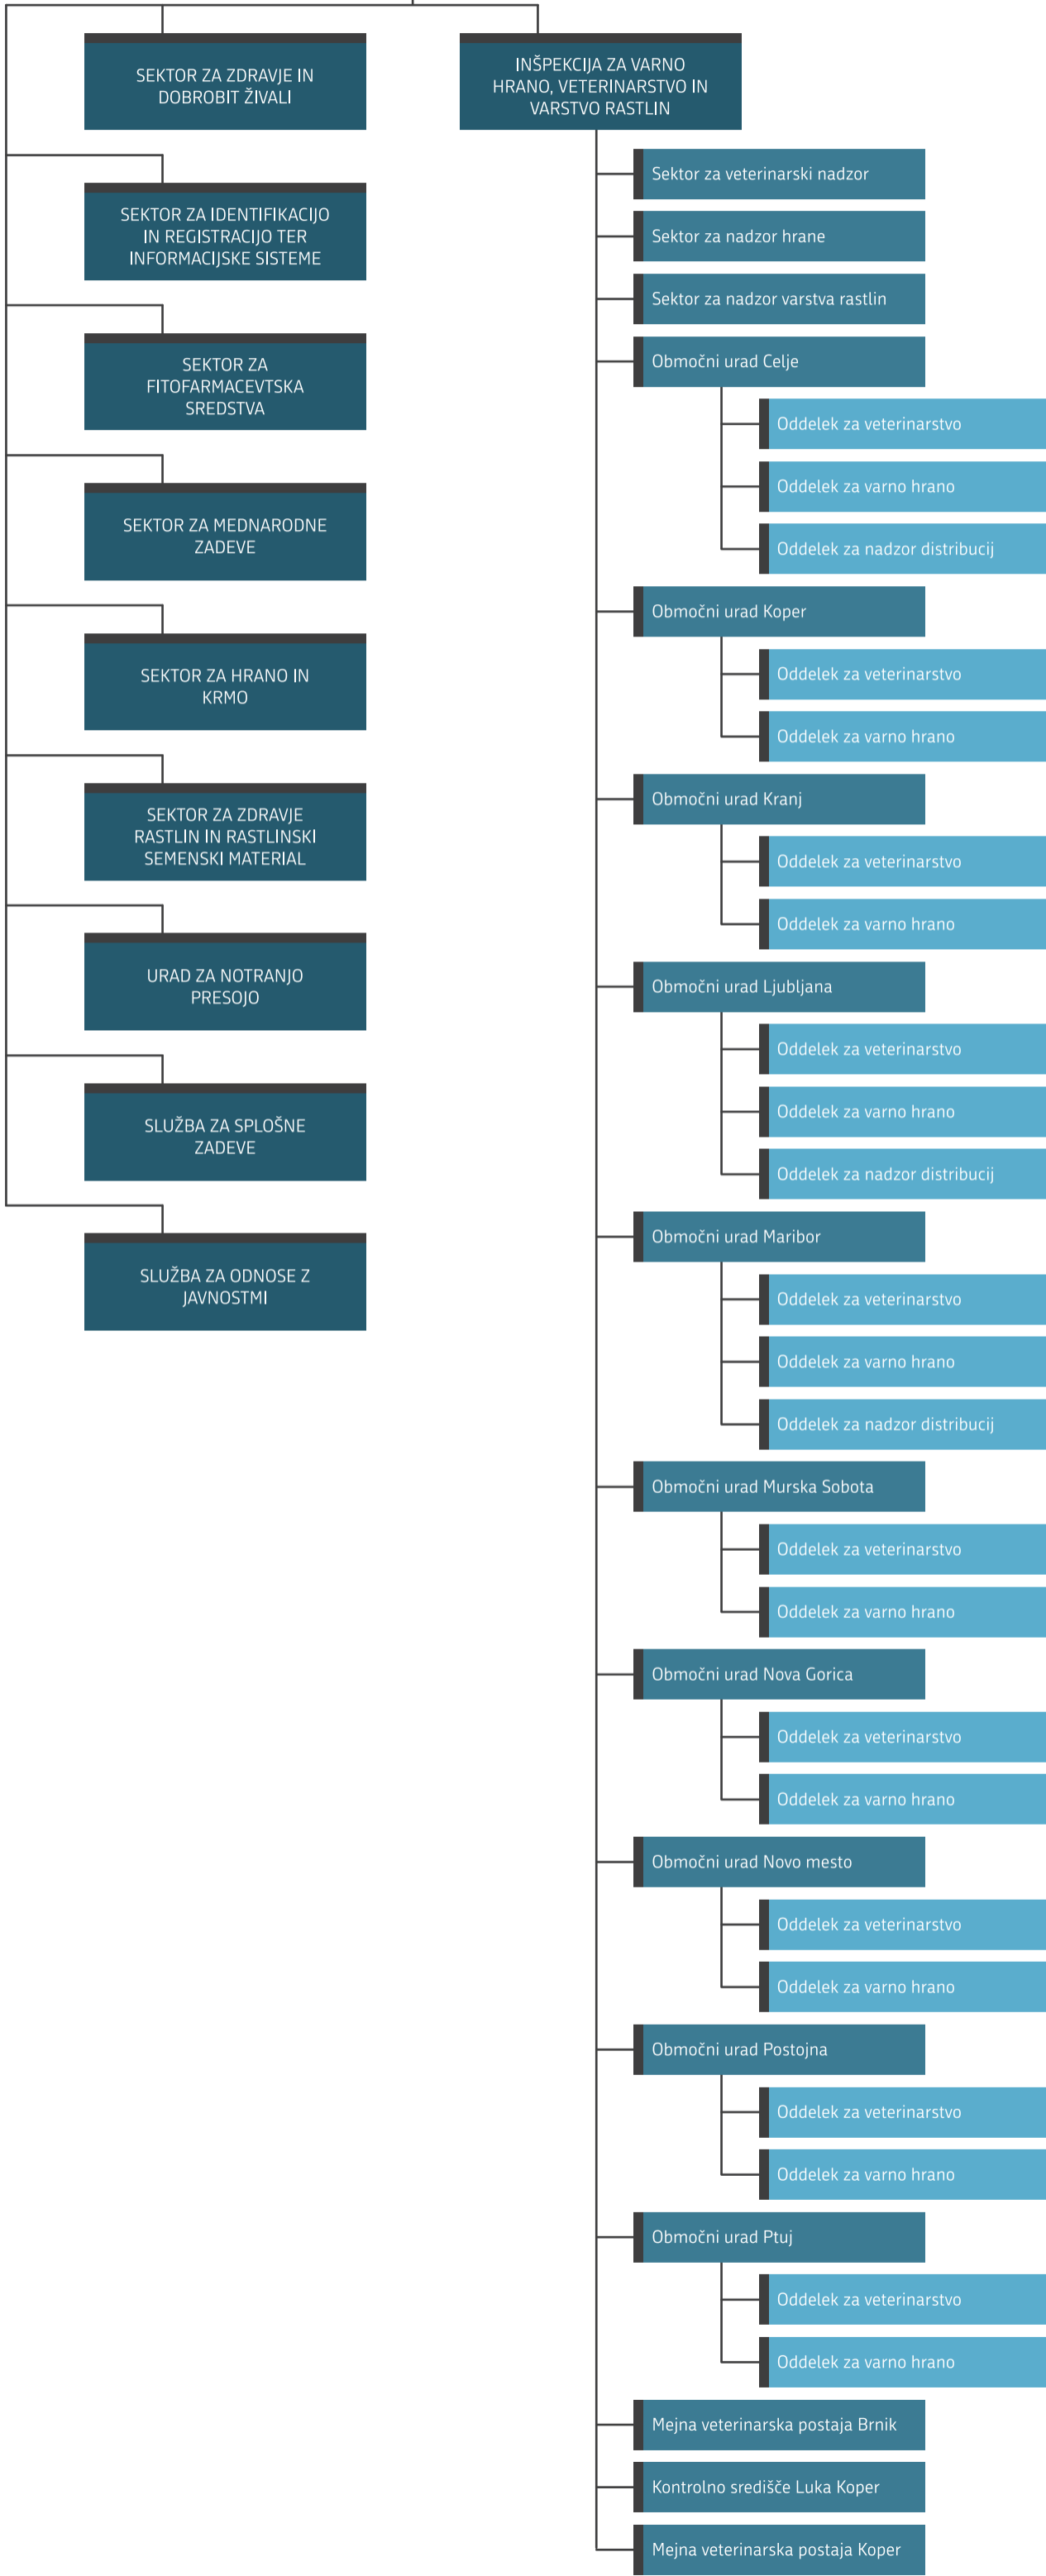 SEKTOR ZA ZDRAVJE IN
DOBROBIT ŽIVALI
SEKTOR ZA IDENTIFIKACIJO
IN REGISTRACIJO TER
INFORMACIJSKE SISTEME
SEKTOR ZA
FITOFARMACEVTSKA
SREDSTVA
SEKTOR ZA MEDNARODNE
ZADEVE
SEKTOR ZA HRANO IN
KRMO
SEKTOR ZA ZDRAVJE
RASTLIN IN RASTLINSKI
SEMENSKI MATERIAL
URAD ZA NOTRANJO
PRESOJO
SLUŽBA ZA SPLOŠNE
ZADEVE
SLUŽBA ZA ODNOSE Z
JAVNOSTMI
INŠPEKCIJA ZA VARNO
HRANO, VETERINARSTVO IN
VARSTVO RASTLIN
Sektor za veterinarski nadzor
Sektor za nadzor hrane
Sektor za nadzor varstva rastlin
Območni urad Celje
Oddelek za veterinarstvo
Oddelek za varno hrano
Oddelek za nadzor distribucij
Območni urad Koper
Oddelek za veterinarstvo
Oddelek za varno hrano
Območni urad Kranj
Oddelek za veterinarstvo
Oddelek za varno hrano
Območni urad Ljubljana
Oddelek za veterinarstvo
Oddelek za varno hrano
Oddelek za nadzor distribucij
Območni urad Maribor
Oddelek za veterinarstvo
Oddelek za varno hrano
Oddelek za nadzor distribucij
Območni urad Murska Sobota
Oddelek za veterinarstvo
Oddelek za varno hrano
Območni urad Nova Gorica
Oddelek za veterinarstvo
Oddelek za varno hrano
Območni urad Novo mesto
Oddelek za veterinarstvo
Oddelek za varno hrano
Območni urad Postojna
Oddelek za veterinarstvo
Oddelek za varno hrano
Območni urad Ptuj
Oddelek za veterinarstvo
Oddelek za varno hrano
Mejna veterinarska postaja Brnik
Kontrolno središče Luka Koper
Mejna veterinarska postaja Koper